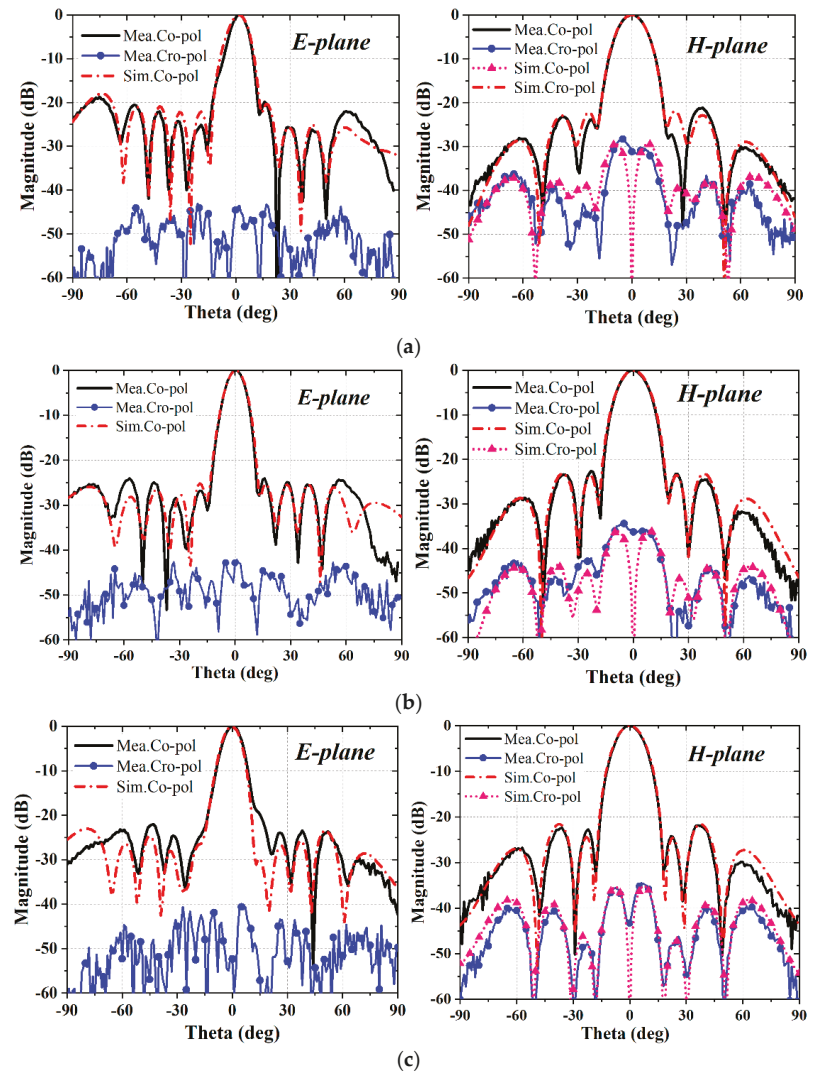 E-plane
Mea.Co-pol
Mea.Cro-pol
Sim.Co-pol
0
-10
-20
-30
-40
-50
-60
Magnitude (dB)
-90 -60 -30 0 30 60 90
Theta (deg)
H-plane
Mea.Co-pol
Mea.Cro-pol
Sim.Co-pol
Sim.Cro-pol
0
-10
-20
-30
-40
-50
-60
Magnitude (dB)
-90 -60 -30 0 30 60 90
Theta (deg)
(a)
E-plane
Mea.Co-pol
Mea.Cro-pol
Sim.Co-pol
0
-10
-20
-30
-40
-50
-60
Magnitude (dB)
-90 -60 -30 0 30 60 90
Theta (deg)
H-plane
Mea.Co-pol
Mea.Cro-pol
Sim.Co-pol
Sim.Cro-pol
0
-10
-20
-30
-40
-50
-60
Magnitude (dB)
-90 -60 -30 0 30 60 90
Theta (deg)
(b)
E-plane
Mea.Co-pol
Mea.Cro-pol
Sim.Co-pol
0
-10
-20
-30
-40
-50
-60
Magnitude (dB)
-90 -60 -30 0 30 60 90
Theta (deg)
H-plane
Mea.Co-pol
Mea.Cro-pol
Sim.Co-pol
Sim.Cro-pol
0
-10
-20
-30
-40
-50
-60
Magnitude (dB)
-90 -60 -30 0 30 60 90
Theta (deg)
(c)